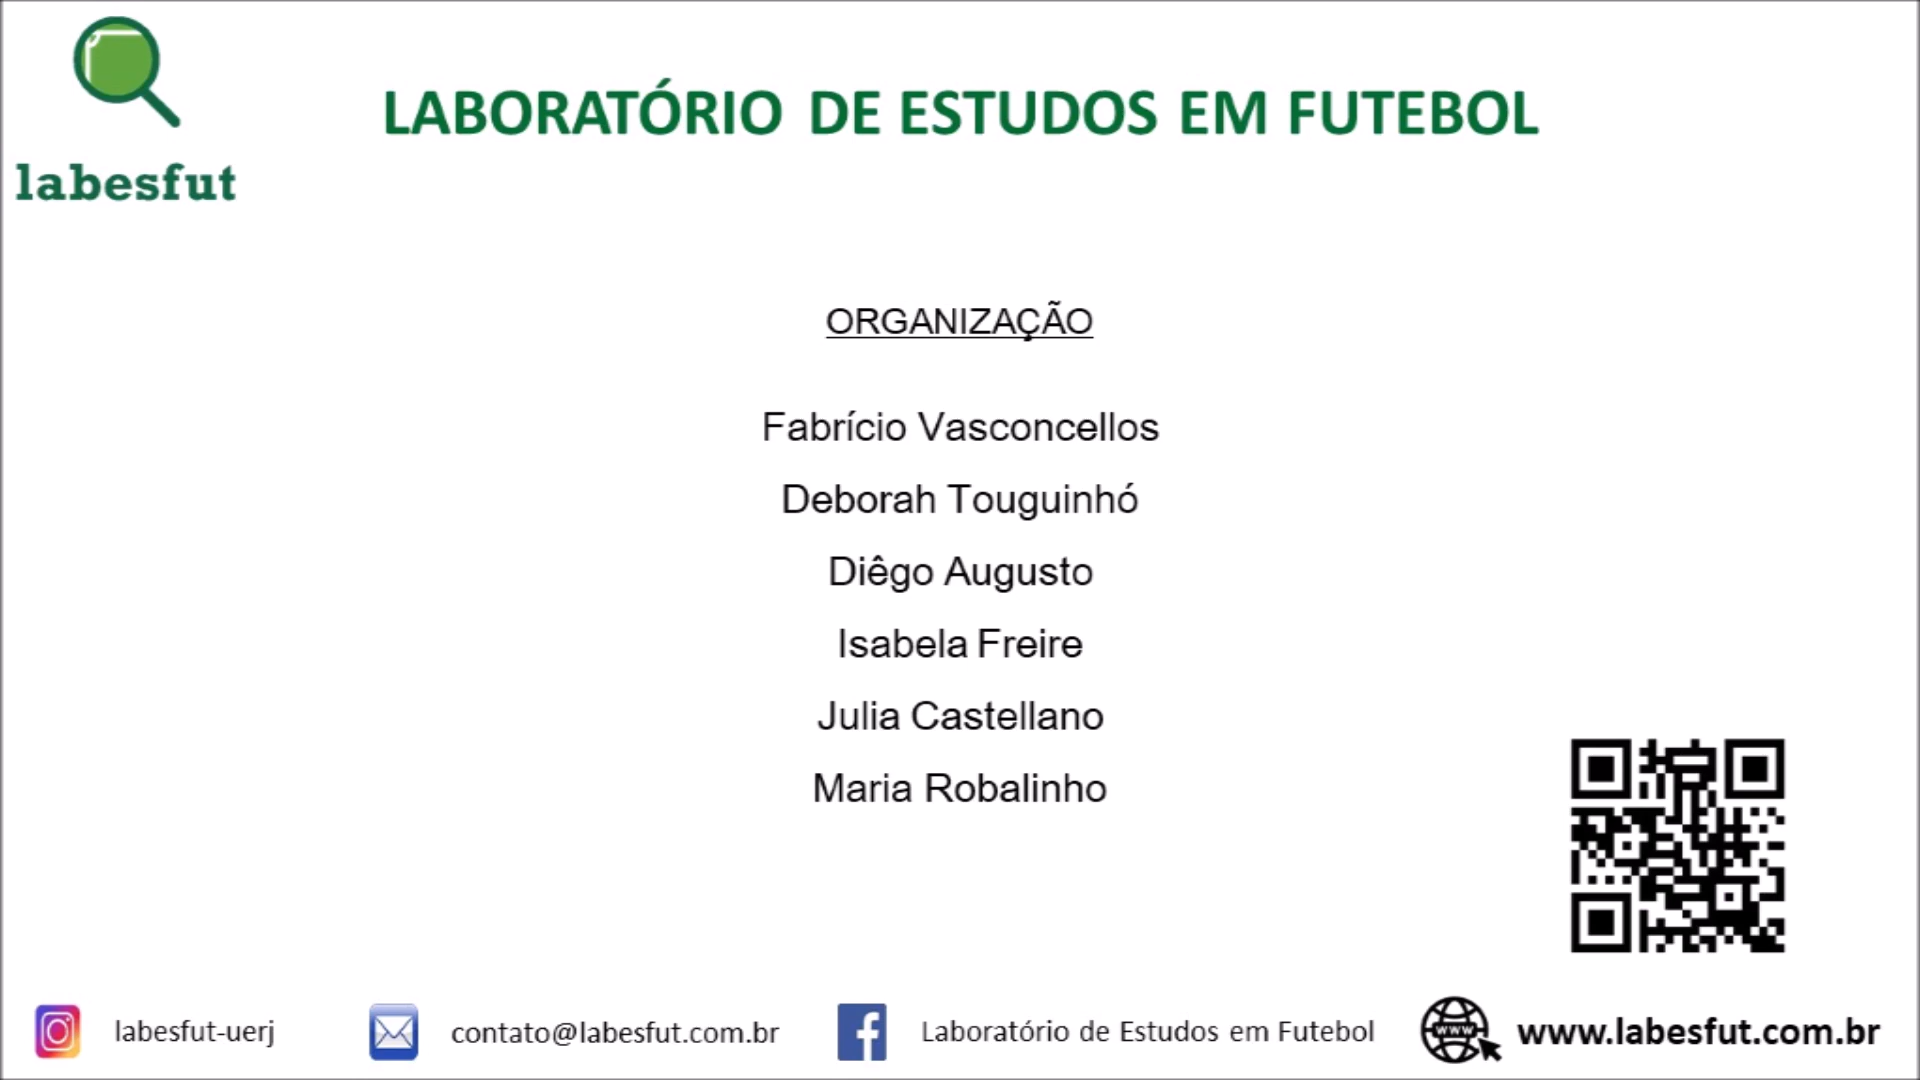 labesfut
LABORATÓRIO DE ESTUDOS EM FUTEBOL
ORGANIZAÇÃO
Fabrício Vasconcellos
Deborah Touguinhó
Diêgo Augusto
Isabela Freire
Julia Castellano
Maria Robalinho
labesfut-uerj
contato@labesfut.com.br
Laboratório de Estudos em Futebol
www
www.labesfut.com.br